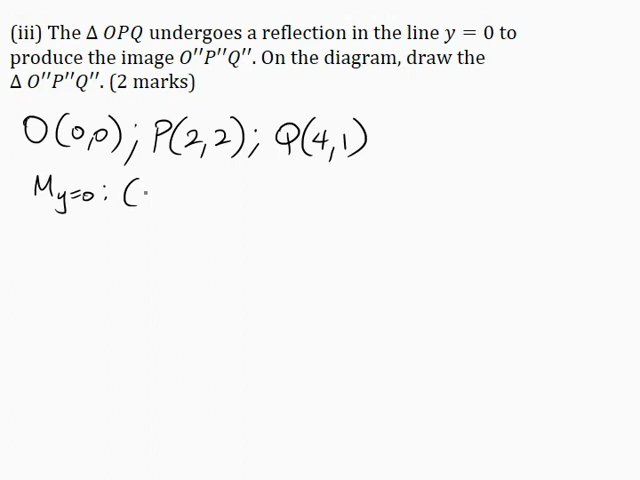 (iii) The Δ OPQ undergoes a reflection in the line y = 0 to
produce the image O′′P′′Q′′. On the diagram, draw the
Δ O′′P′′Q′′. (2 marks)
O(0,0); P(2,2); Q(4,1)
M_{y=0}: (